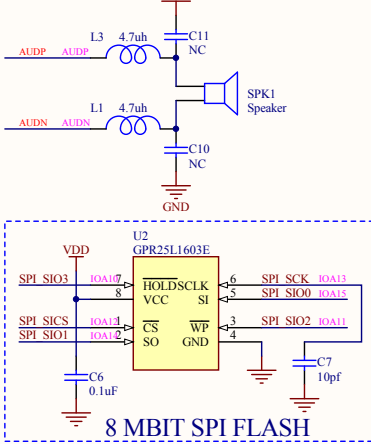 L3 4.7uh
C11
NC
AUDP AUDP
SPK1
Speaker
L1 4.7uh
AUDN AUDN
C10
NC
GND
U2
GPR25L1603E
VDD
SPI_SIO3 IOA10 7 HOLD SCLK 6 SPI_SCK IOA13
8 VCC SI 5 SPI_SIO0 IOA15
SPI_SICS IOA12 1 CS WP 3 SPI_SIO2 IOA11
SPI_SIO1 IOA14 2 SO GND 4
C6
0.1uF
C7
10pf
8 MBIT SPI FLASH